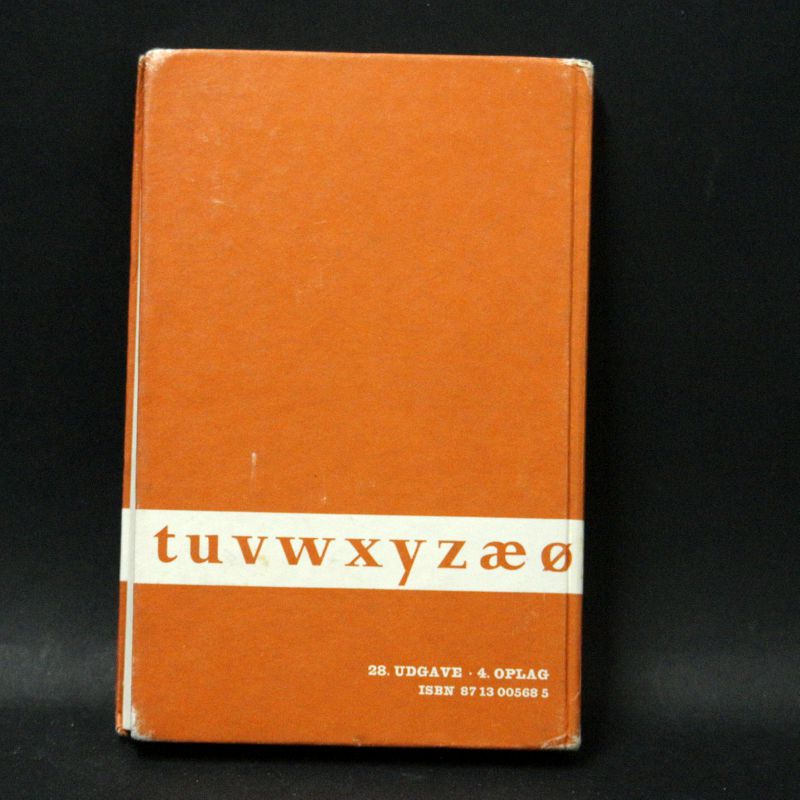 tuvwxyzæø
28. UDGAVE · 4. OPLAG
ISBN 87 13 00568 5